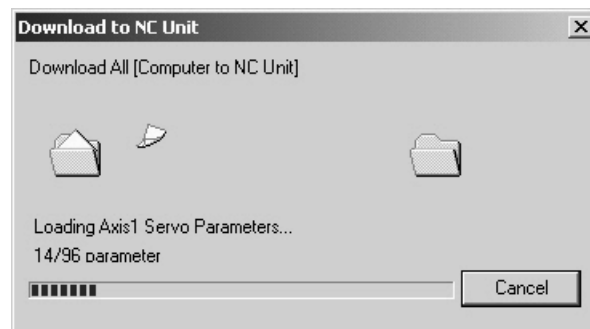 Download to NC Unit
Download All [Computer to NC Unit]
Loading Axis1 Servo Parameters...
14/96 parameter
Cancel